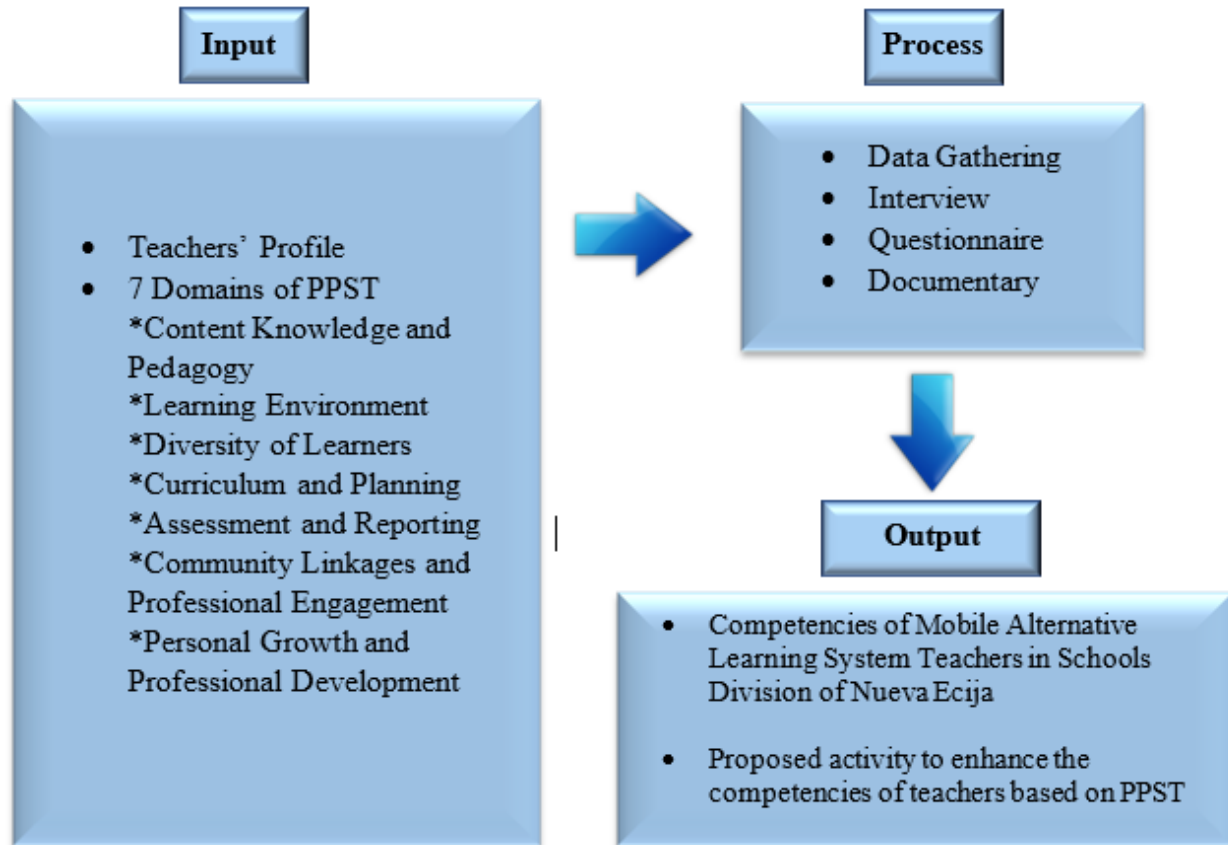 Input
• Teachers’ Profile
• 7 Domains of PPST
*Content Knowledge and
Pedagogy
*Learning Environment
*Diversity of Learners
*Curriculum and Planning
*Assessment and Reporting
*Community Linkages and
Professional Engagement
*Personal Growth and
Professional Development
Process
• Data Gathering
• Interview
• Questionnaire
• Documentary
Output
• Competencies of Mobile Alternative
Learning System Teachers in Schools
Division of Nueva Ecija
• Proposed activity to enhance the
competencies of teachers based on PPST